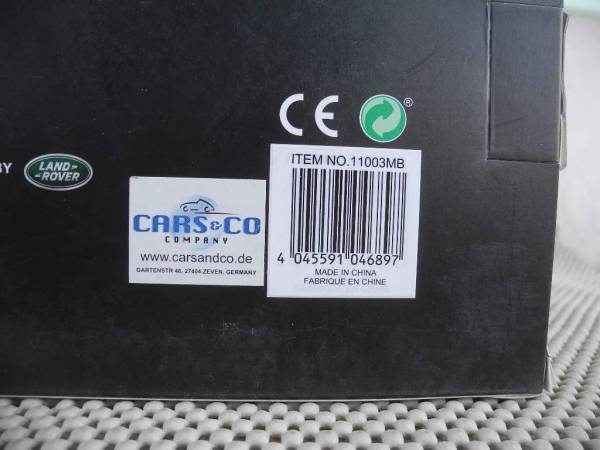 CE
®
BY
LAND
ROVER
ITEM NO.11003MB
4 045591 046897
MADE IN CHINA
FABRIQUE EN CHINE
CARS&CO
COMPANY
www.carsandco.de
GARTENSTR 48, 27404 ZEVEN, GERMANY